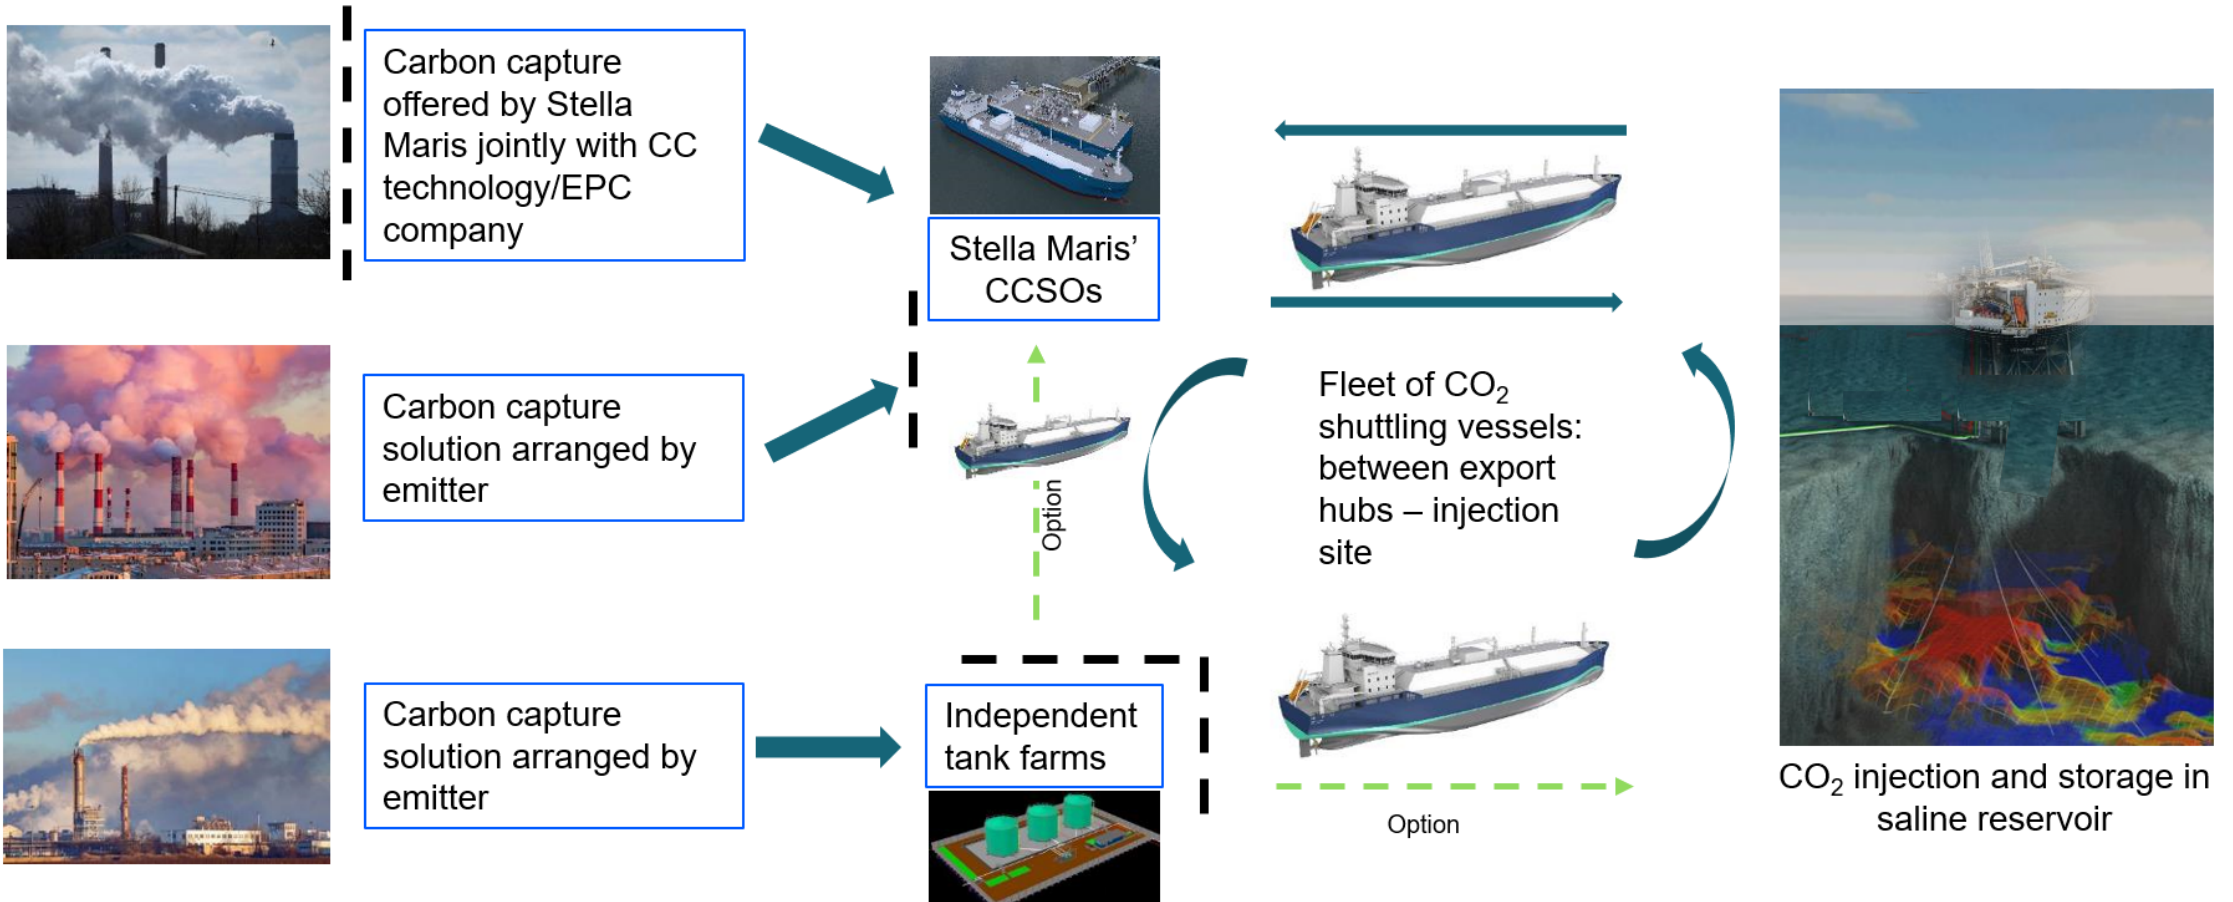 Carbon capture
offered by Stella
Maris jointly with CC
technology/EPC
company
Stella Maris’
CCSOs
Carbon capture
solution arranged by
emitter
Option
Fleet of CO₂
shuttling vessels:
between export
hubs – injection
site
Carbon capture
solution arranged by
emitter
Independent
tank farms
Option
CO₂ injection and storage in
saline reservoir